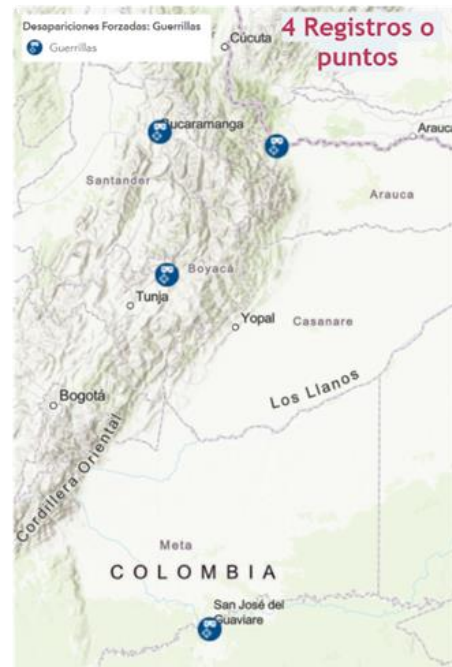 Desapariciones Forzadas: Guerrillas
Guerrillas
4 Registros o
puntos
Cúcuta
Bucaramanga
Arauca
Santander
Arauca
Boyacá
Tunja
Yopal
Casanare
Los Llanos
Bogotá
Cordillera Oriental
Meta
COLOMBIA
San José del
Guaviare